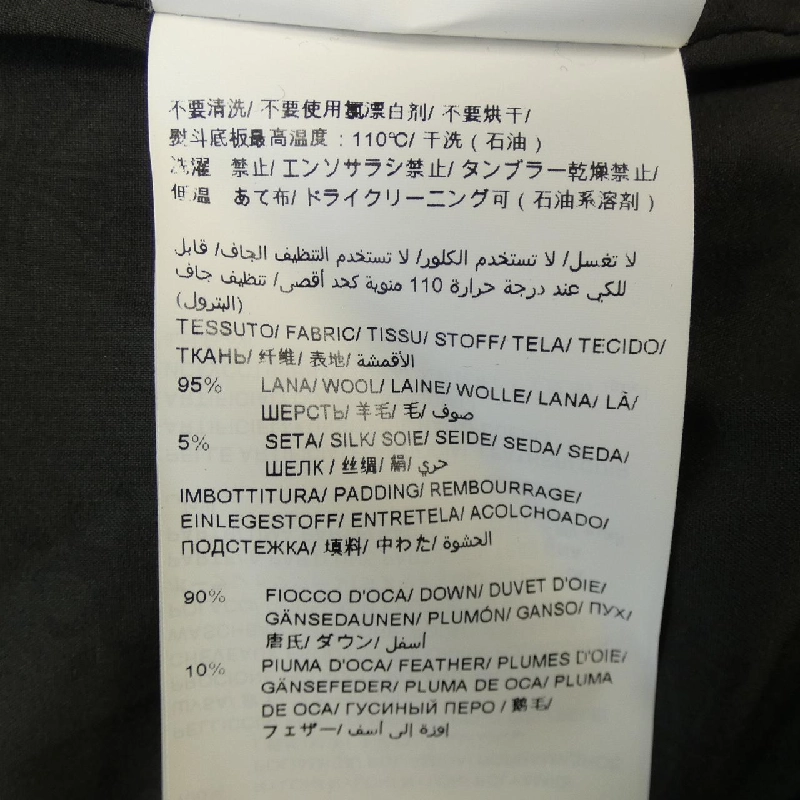 不要清洗/ 不要使用氯漂白剂/ 不要烘干/
熨斗底板最高温度 : 110℃/ 干洗 ( 石油 )
洗濯 禁止/ エンソサラシ禁止/ タンブラー乾燥禁止/
低温 あて布/ ドライクリーニング可 ( 石油系溶剤 )
لا تغسل/ لا تستخدم الكلور/ لا تستخدم التنظيف الجاف/ قابل
للكي عند درجة حرارة 110 مئوية كحد أقصى/ تنظيف جاف
(البترول)
TESSUTO/ FABRIC/ TISSU/ STOFF/ TELA/ TECIDO/
ТКАНЬ/ 纤维/ 表地/ الأقمشة
95% LANA/ WOOL/ LAINE/ WOLLE/ LANA/ LÀ/
ШЕРСТЬ/ 羊毛/ 毛/ صوف
5% SETA/ SILK/ SOIE/ SEIDE/ SEDA/ SEDA/
ШЕЛК / 丝绸/ 絹/ حري
IMBOTTITURA/ PADDING/ REMBOURRAGE/
EINLEGESTOFF/ ENTRETELA/ ACOLCHOADO/
ПОДСТЕЖКА/ 填料/ 中わた/ الحشوة
90% FIOCCO D'OCA/ DOWN/ DUVET D'OIE/
GÄNSEDAUNEN/ PLUMÓN/ GANSO/ ПУХ/
唐氏/ ダウン/ أسفل
10% PIUMA D'OCA/ FEATHER/ PLUMES D'OIE/
GÄNSEFEDER/ PLUMA DE OCA/ PLUMA
DE OCA/ ГУСИНЫЙ ПЕРО / 鹅毛/
フェザー/ إوزة إلى أسف